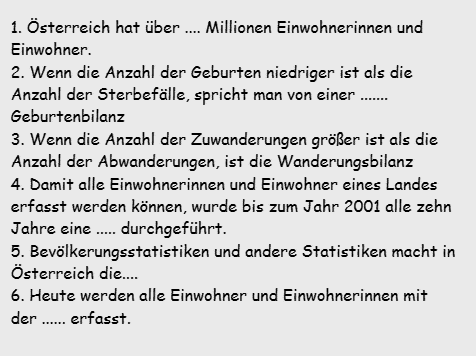 1. Österreich hat über .... Millionen Einwohnerinnen und
Einwohner.
2. Wenn die Anzahl der Geburten niedriger ist als die
Anzahl der Sterbefälle, spricht man von einer .......
Geburtenbilanz
3. Wenn die Anzahl der Zuwanderungen größer ist als die
Anzahl der Abwanderungen, ist die Wanderungsbilanz
4. Damit alle Einwohnerinnen und Einwohner eines Landes
erfasst werden können, wurde bis zum Jahr 2001 alle zehn
Jahre eine ..... durchgeführt.
5. Bevölkerungsstatistiken und andere Statistiken macht in
Österreich die....
6. Heute werden alle Einwohner und Einwohnerinnen mit
der ...... erfasst.